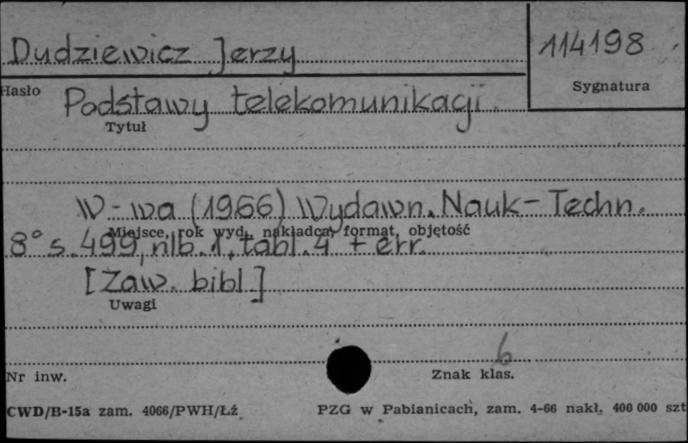 Dudziewicz Jerzy
114198
Hasło
Sygnatura
Podstawy telekomunikacji.
Tytuł
W-wa (1966) Wydawn. Nauk-Techn.
Miejsce, rok wyd., nakładca, format, objętość
8° s. 499, nlb. 1, tabl. 4 + err.
[Zaw. bibl.]
Uwagi
6
Nr inw.
Znak klas.
CWD/B-15a zam. 4066/PWH/Łź
PZG w Pabianicach, zam. 4-66 nakł. 400 000 szt